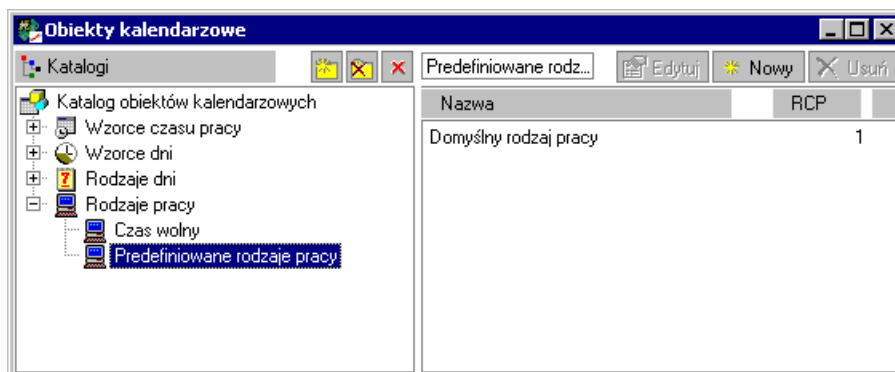 Obiekty kalendarzowe
Katalogi
Predefiniowane rodz...
Edytuj
Nowy
Usuń
Katalog obiektów kalendarzowych
Wzorce czasu pracy
Wzorce dni
Rodzaje dni
Rodzaje pracy
Czas wolny
Predefiniowane rodzaje pracy
Nazwa RCP
Domyślny rodzaj pracy 1